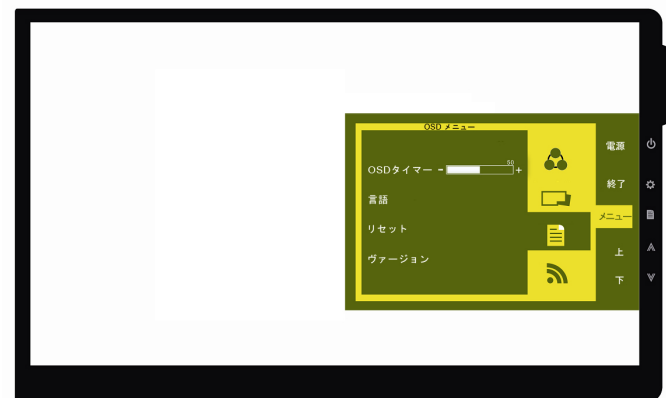 OSD メニュー
OSDタイマー - 50 +
言語
リセット
ヴァージョン
電源
終了
メニュー
上
下